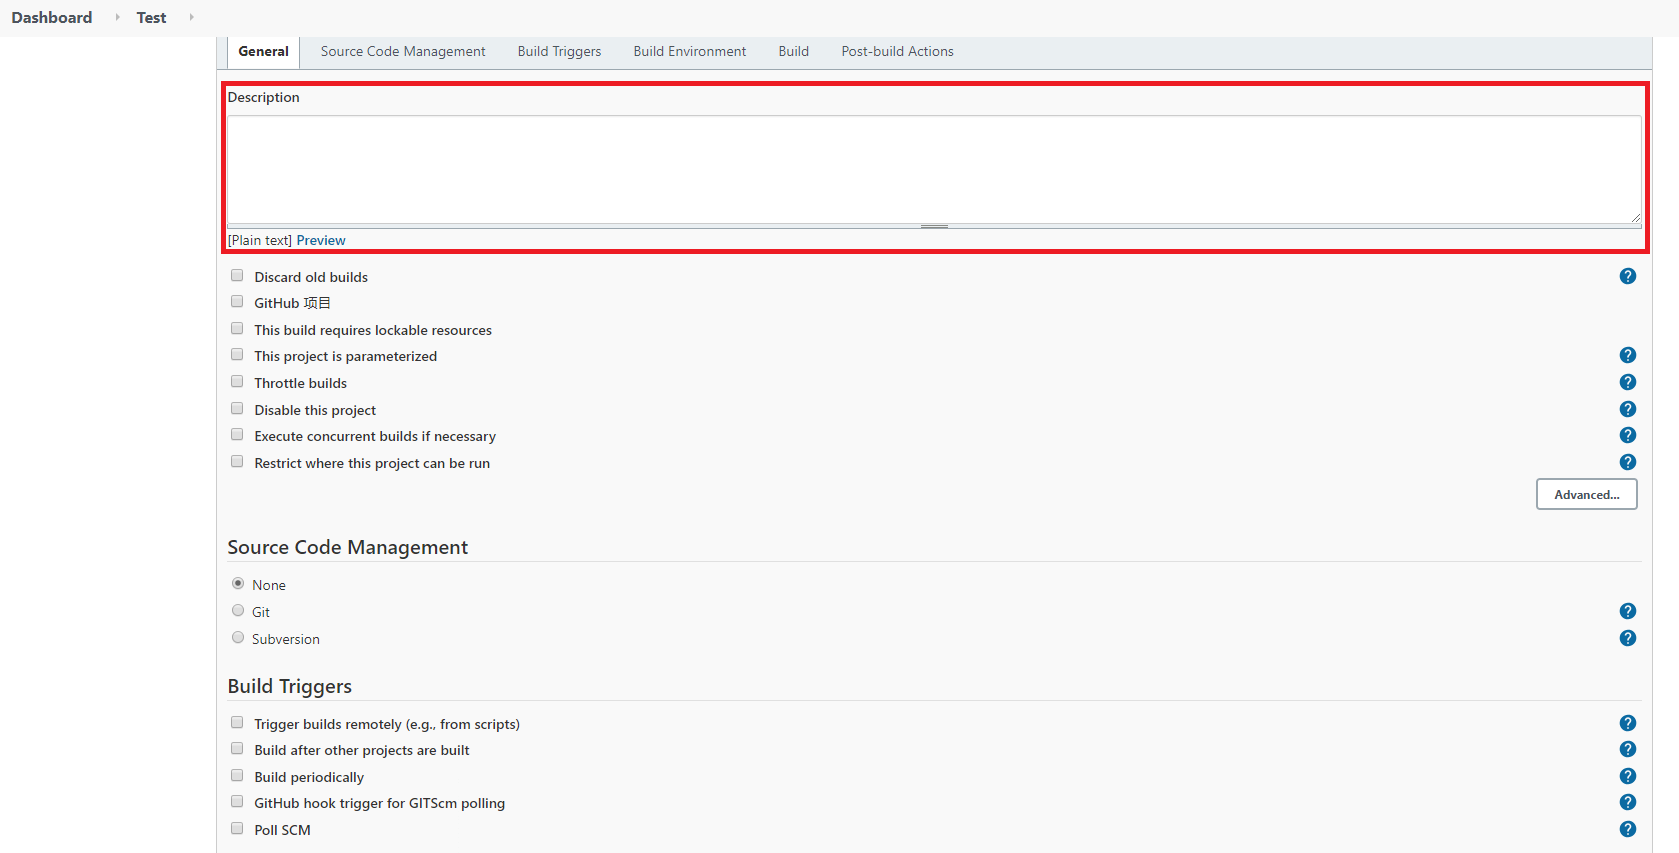 Dashboard Test
General Source Code Management Build Triggers Build Environment Build Post-build Actions
Description
[Plain text] Preview
Discard old builds
GitHub 项目
This build requires lockable resources
This project is parameterized
Throttle builds
Disable this project
Execute concurrent builds if necessary
Restrict where this project can be run
Advanced...
Source Code Management
None
Git
Subversion
Build Triggers
Trigger builds remotely (e.g., from scripts)
Build after other projects are built
Build periodically
GitHub hook trigger for GITScm polling
Poll SCM